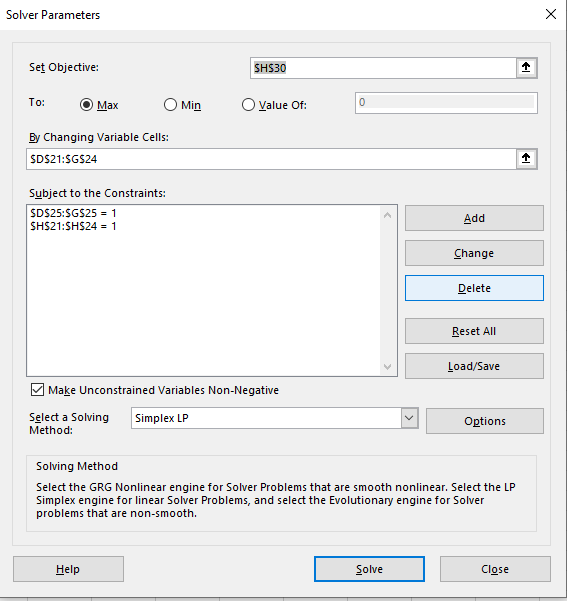 Solver Parameters
Set Objective:
$H$30
To:
Max
Min
Value Of:
0
By Changing Variable Cells:
$D$21:$G$24
Subject to the Constraints:
$D$25:$G$25 = 1
$H$21:$H$24 = 1
Add
Change
Delete
Reset All
Load/Save
Make Unconstrained Variables Non-Negative
Select a Solving
Method:
Simplex LP
Options
Solving Method
Select the GRG Nonlinear engine for Solver Problems that are smooth nonlinear. Select the LP
Simplex engine for linear Solver Problems, and select the Evolutionary engine for Solver
problems that are non-smooth.
Help
Solve
Close